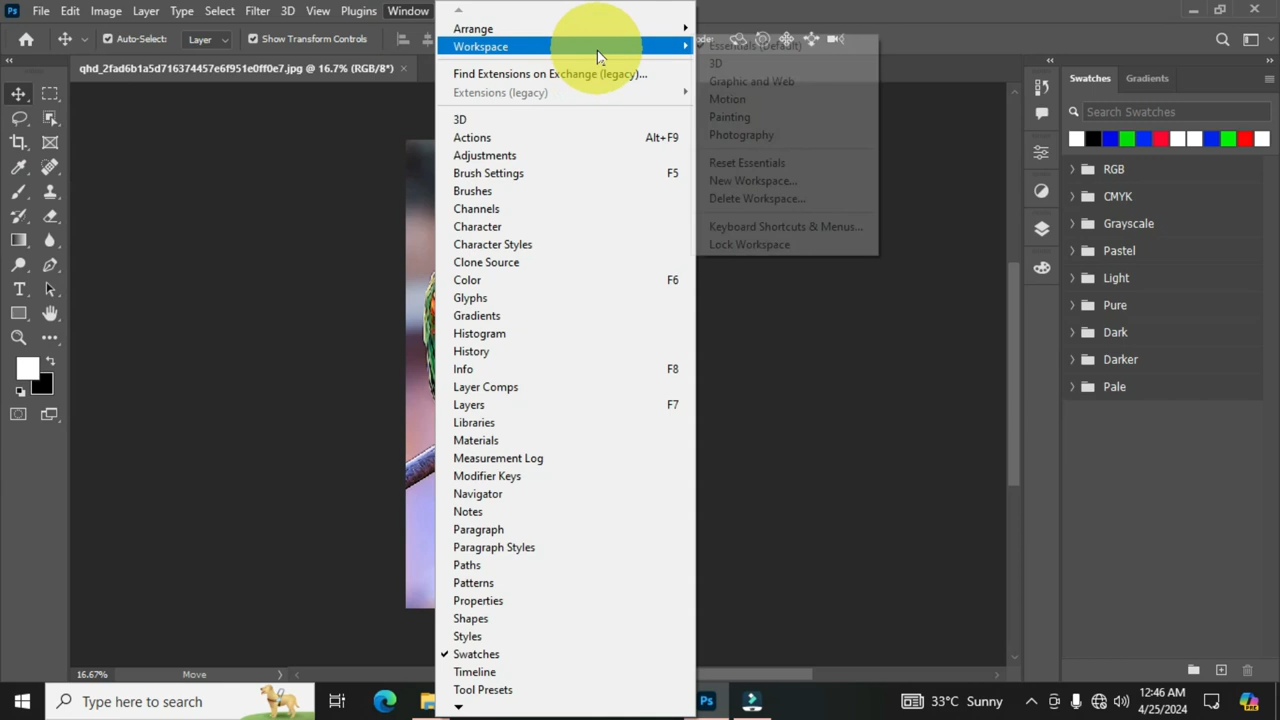 Ps File Edit Image Layer Type Select Filter 3D View Plugins Window
Auto-Select: Layer Show Transform Controls
qhd_2fad6b1a53f6374457e6f951eb0ff0e7.jpg @ 16.7% (RGB/8*)
Arrange
Workspace
Find Extensions on Exchange (legacy)...
Extensions (legacy)
3D
Actions Alt+F9
Adjustments
Brush Settings F5
Brushes
Channels
Character
Character Styles
Clone Source
Color F6
Glyphs
Gradients
Histogram
History
Info F8
Layer Comps
Layers F7
Libraries
Materials
Measurement Log
Modifier Keys
Navigator
Notes
Paragraph
Paragraph Styles
Paths
Patterns
Properties
Shapes
Styles
Swatches
Timeline
Tool Presets
Essentials (Default)
3D
Graphic and Web
Motion
Painting
Photography
Reset Essentials
New Workspace...
Delete Workspace...
Keyboard Shortcuts & Menus...
Lock Workspace
Swatches Gradients
Search Swatches
RGB
CMYK
Grayscale
Pastel
Light
Pure
Dark
Darker
Pale
16.67% Move
Type here to search
Ps
33°C Sunny
12:46 AM
4/25/2024